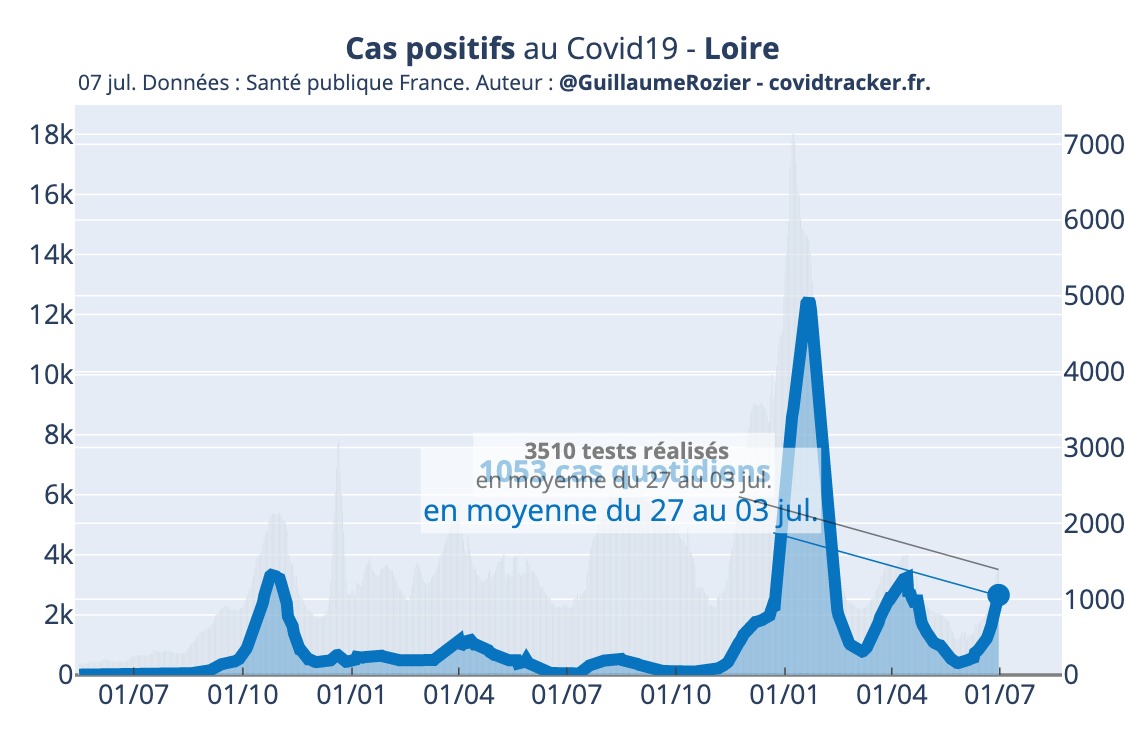 Cas positifs au Covid19 - Loire
07 jul. Données : Santé publique France. Auteur : @GuillaumeRozier - covidtracker.fr.
18k
16k
14k
12k
10k
8k
6k
4k
2k
0
7000
6000
5000
4000
3000
2000
1000
0
3510 tests réalisés
1053 cas quotidiens
en moyenne du 27 au 03 jul.
en moyenne du 27 au 03 jul.
01/07 01/10 01/01 01/04 01/07 01/10 01/01 01/04 01/07